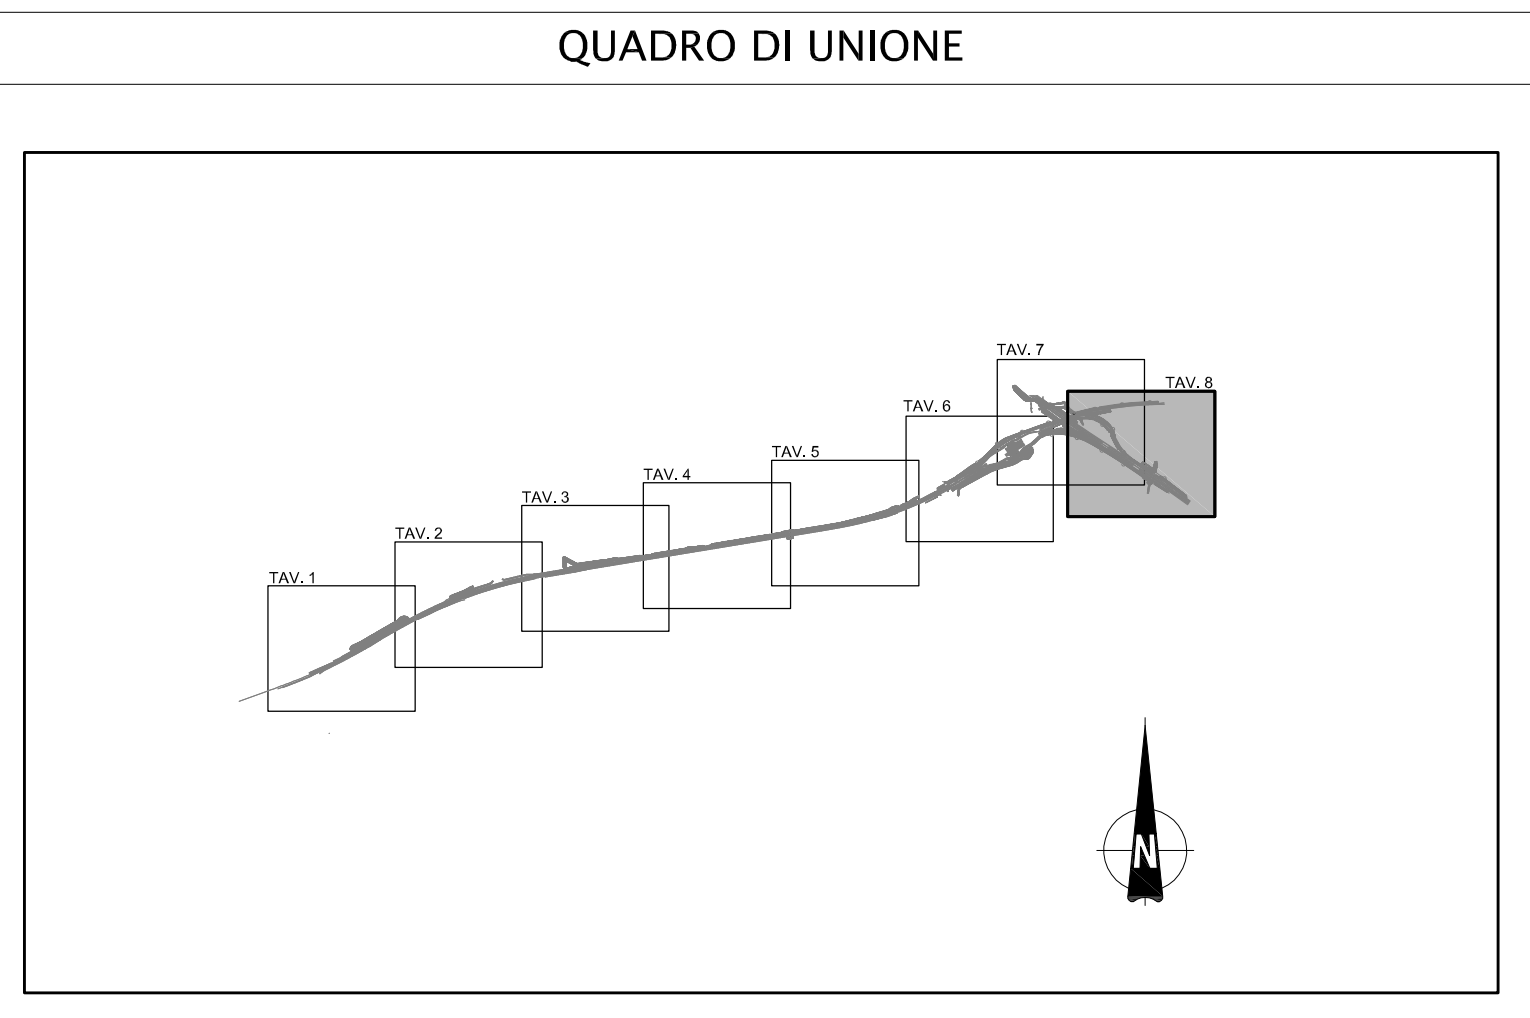 QUADRO DI UNIONE
TAV. 7
TAV. 8
TAV. 6
TAV. 5
TAV. 4
TAV. 3
TAV. 2
TAV. 1
N